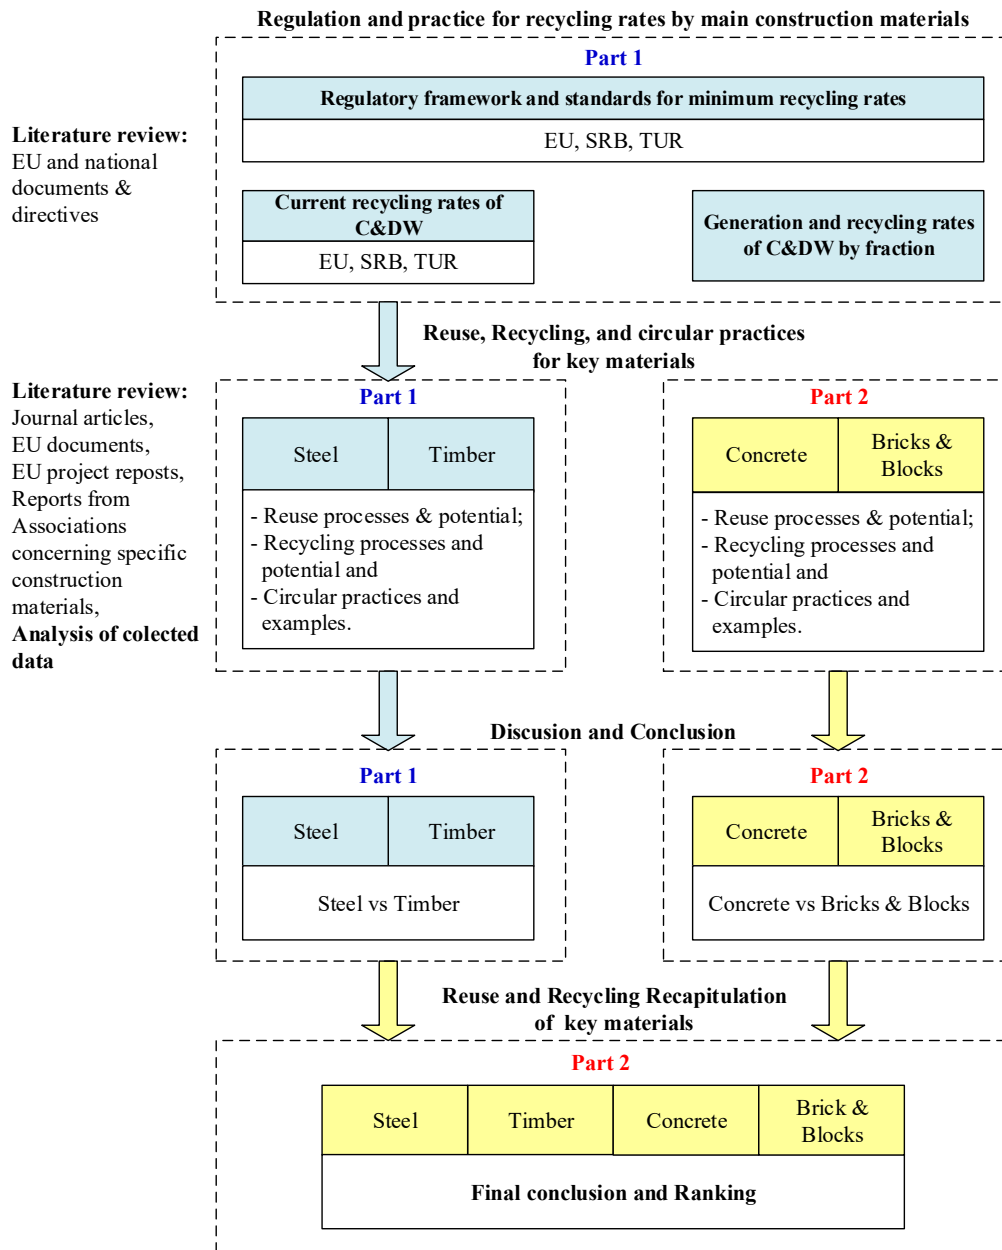 Regulation and practice for recycling rates by main construction materials
Part 1
Regulatory framework and standards for minimum recycling rates
EU, SRB, TUR
Literature review:
EU and national
documents &
directives
Current recycling rates of
C&DW
EU, SRB, TUR
Generation and recycling rates
of C&DW by fraction
Reuse, Recycling, and circular practices
for key materials
Literature review:
Journal articles,
EU documents,
EU project reposts,
Reports from
Associations
concerning specific
construction
materials,
Analysis of colected
data
Part 1
Steel
Timber
- Reuse processes & potential;
- Recycling processes and
potential and
- Circular practices and
examples.
Part 2
Concrete
Bricks &
Blocks
- Reuse processes & potential;
- Recycling processes and
potential and
- Circular practices and
examples.
Discusion and Conclusion
Part 1
Steel
Timber
Steel vs Timber
Part 2
Concrete
Bricks &
Blocks
Concrete vs Bricks & Blocks
Reuse and Recycling Recapitulation
of key materials
Part 2
Steel
Timber
Concrete
Brick &
Blocks
Final conclusion and Ranking